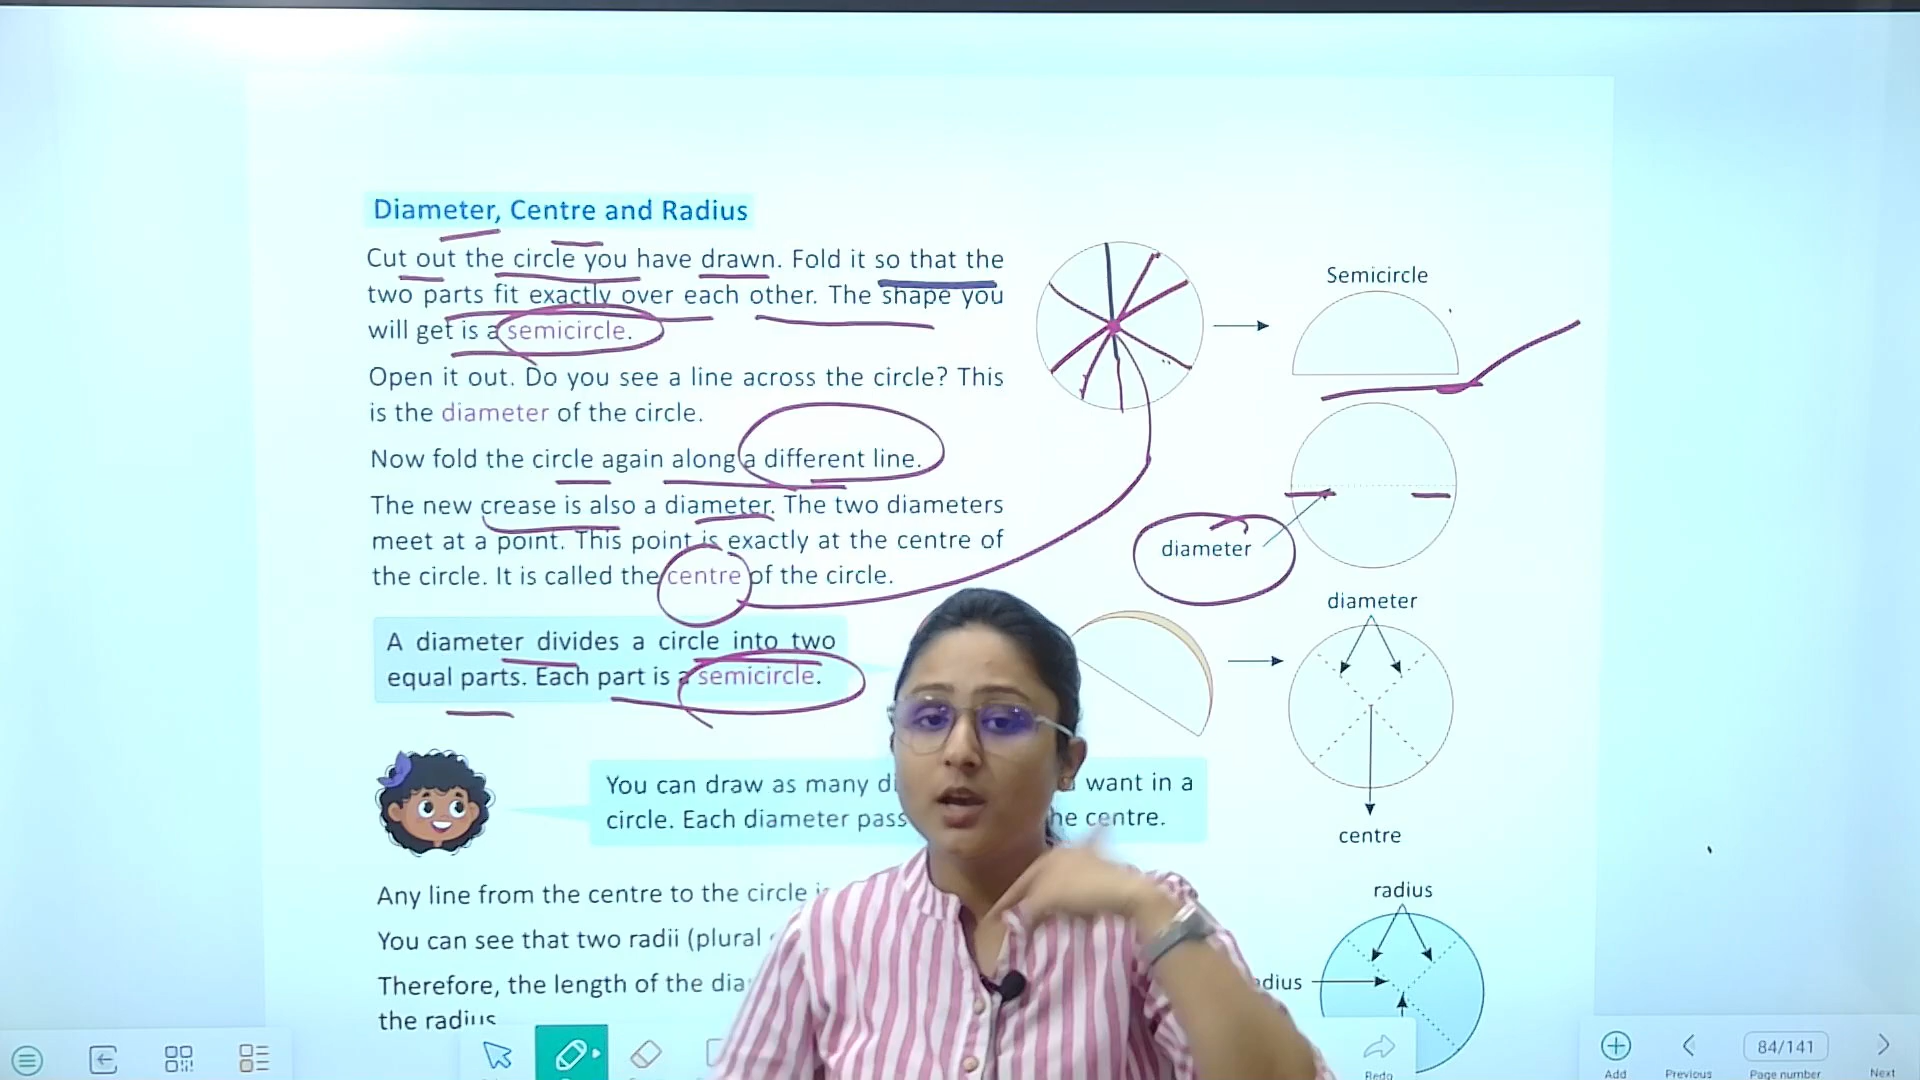 Diameter, Centre and Radius
Cut out the circle you have drawn. Fold it so that the
two parts fit exactly over each other. The shape you
will get is a semicircle.
Open it out. Do you see a line across the circle? This
is the diameter of the circle.
Now fold the circle again along a different line.
The new crease is also a diameter. The two diameters
meet at a point. This point is exactly at the centre of
the circle. It is called the centre of the circle.
A diameter divides a circle into two
equal parts. Each part is a semicircle.
You can draw as many want in a
circle. Each diameter centre.
Any line from the centre to the circle
You can see that two radii (plural
Therefore, the length of the
the radius
Semicircle
diameter
diameter
centre
radius
Redo
Add
Previous
84/141
Page number
Next